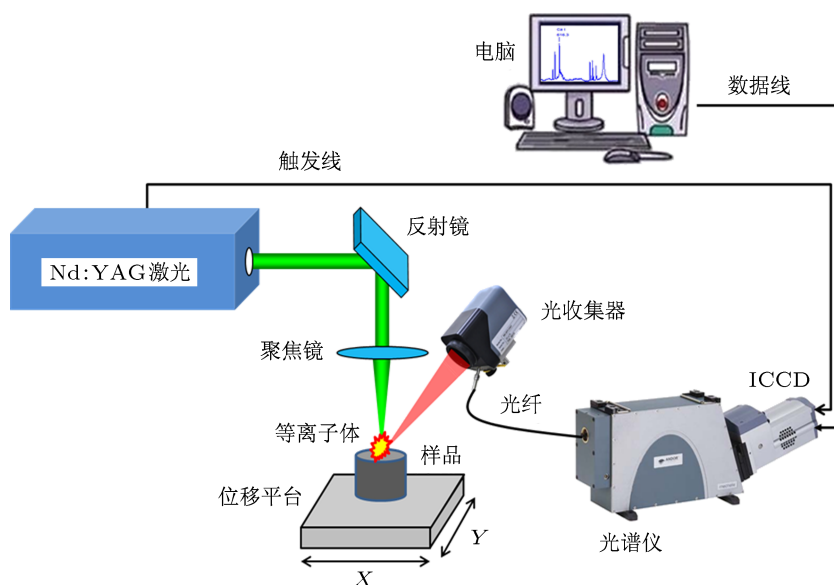 电脑
数据线
触发线
反射镜
Nd:YAG激光
光收集器
聚焦镜
ICCD
光纤
等离子体
样品
位移平台
Y
光谱仪
X